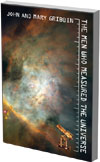 JOHN AND MARY GRIBBIN
THE MEN WHO MEASURED THE UNIVERSE